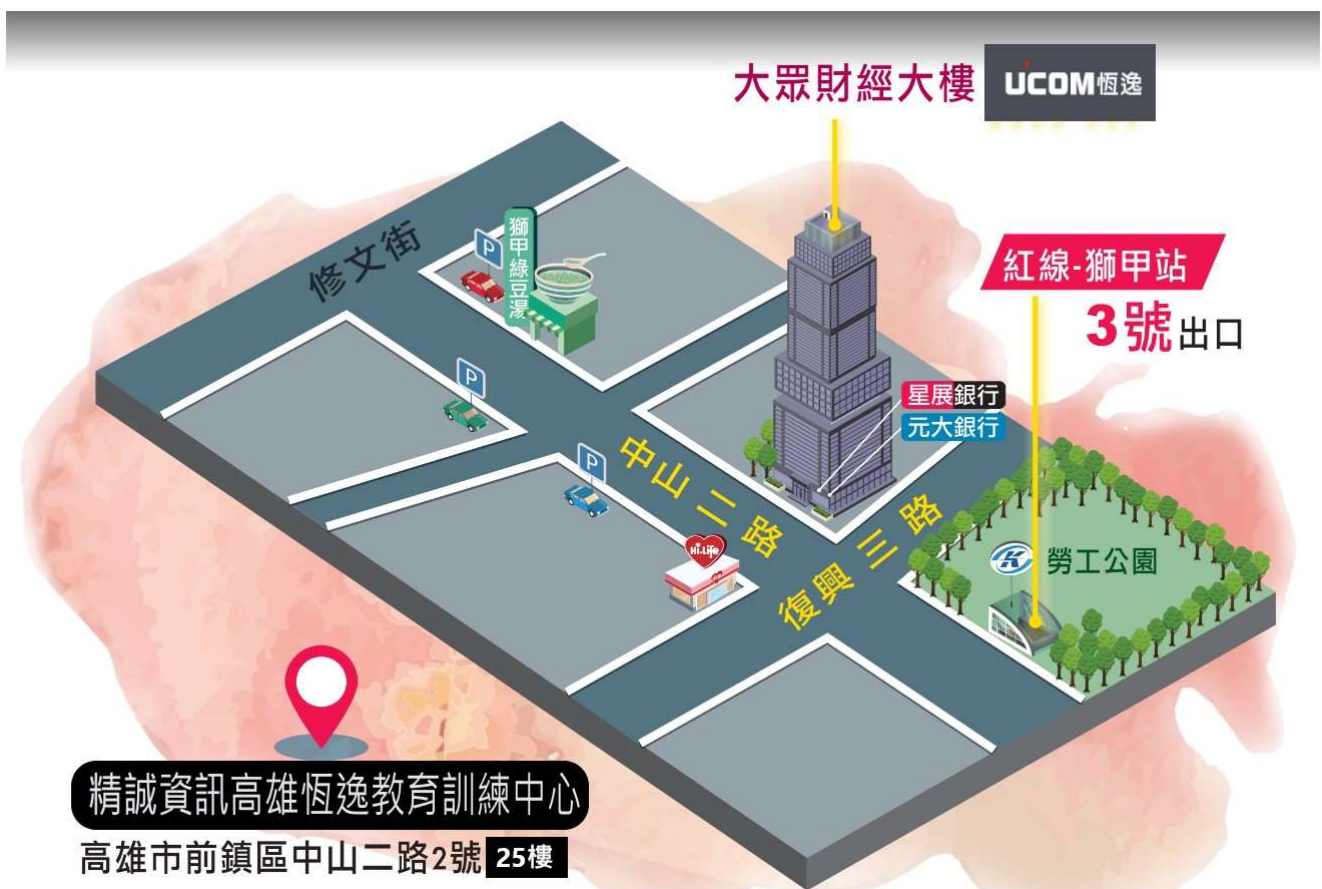 大眾財經大樓 UCOM恆逸
紅線-獅甲站
3號出口
修文街
P
獅甲綠豆湯
P
P
星展銀行
元大銀行
中山二路
復興三路
Hi-Life
K 勞工公園
精誠資訊高雄恆逸教育訓練中心
高雄市前鎮區中山二路2號 25樓